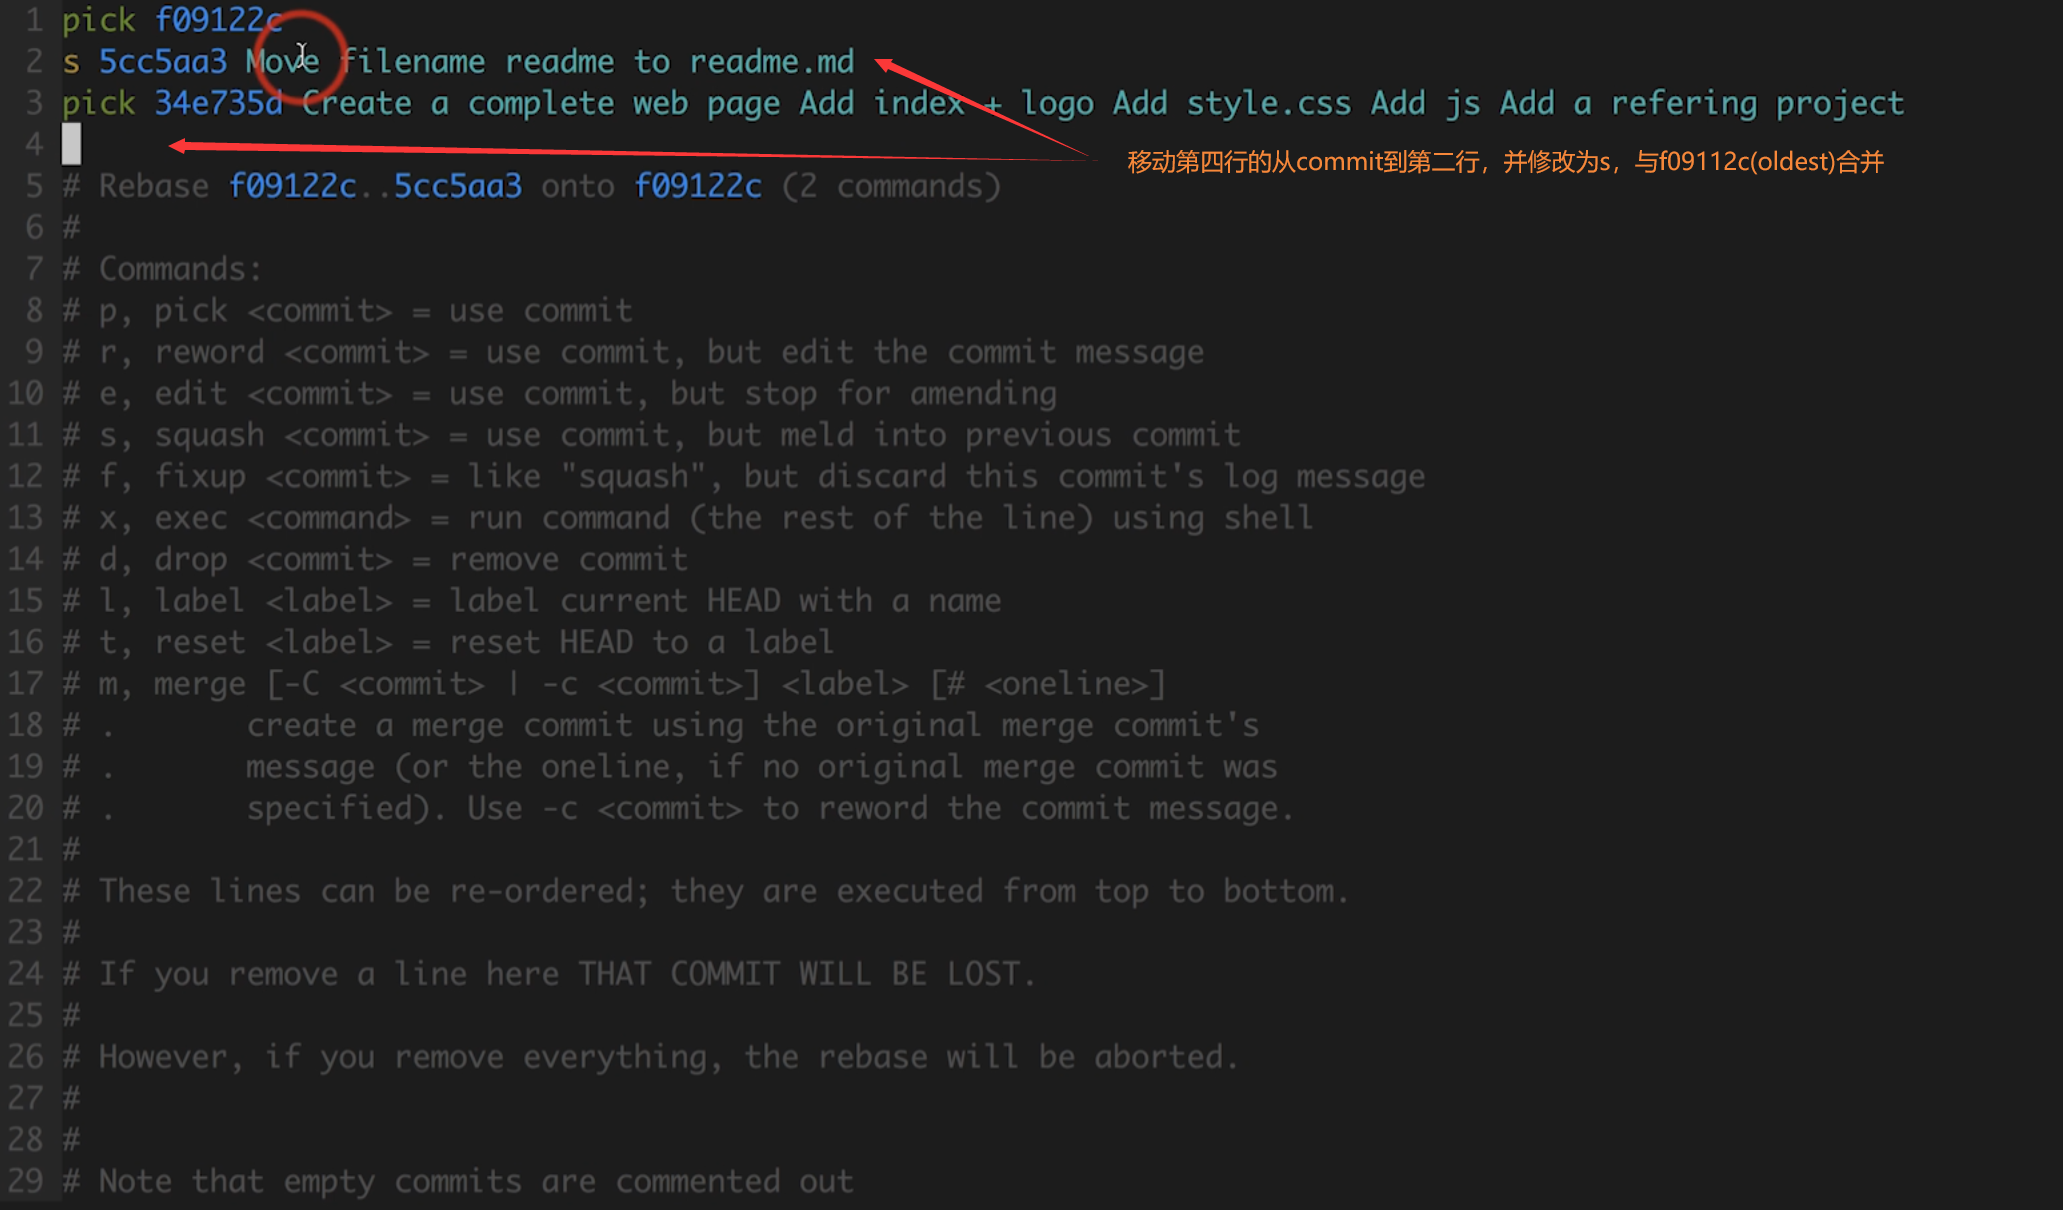 1 pick f09122c
2 s 5cc5aa3 Move filename readme to readme.md
3 pick 34e735d Create a complete web page Add index + logo Add style.css Add js Add a refering project
4
移动第四行的从commit到第二行，并修改为s，与f09112c(oldest)合并
5 # Rebase f09122c..5cc5aa3 onto f09122c (2 commands)
6 #
7 # Commands:
8 # p, pick <commit> = use commit
9 # r, reword <commit> = use commit, but edit the commit message
10 # e, edit <commit> = use commit, but stop for amending
11 # s, squash <commit> = use commit, but meld into previous commit
12 # f, fixup <commit> = like "squash", but discard this commit's log message
13 # x, exec <command> = run command (the rest of the line) using shell
14 # d, drop <commit> = remove commit
15 # l, label <label> = label current HEAD with a name
16 # t, reset <label> = reset HEAD to a label
17 # m, merge [-C <commit> | -c <commit>] <label> [# <oneline>]
18 # .       create a merge commit using the original merge commit's
19 # .       message (or the oneline, if no original merge commit was
20 # .       specified). Use -c <commit> to reword the commit message.
21 #
22 # These lines can be re-ordered; they are executed from top to bottom.
23 #
24 # If you remove a line here THAT COMMIT WILL BE LOST.
25 #
26 # However, if you remove everything, the rebase will be aborted.
27 #
28 #
29 # Note that empty commits are commented out